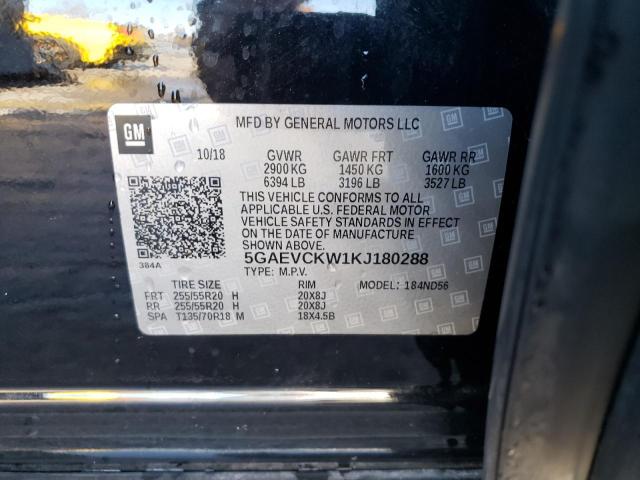 GM
MFD BY GENERAL MOTORS LLC
10/18 GVWR GAWR FRT GAWR RR
2900 KG 1450 KG 1600 KG
6394 LB 3196 LB 3527 LB
THIS VEHICLE CONFORMS TO ALL
APPLICABLE U.S. FEDERAL MOTOR
VEHICLE SAFETY STANDARDS IN EFFECT
ON THE DATE OF MANUFACTURE SHOWN ABOVE.
5GAEVCKW1KJ180288
384A
TYPE: M.P.V. MODEL: 184ND56
TIRE SIZE RIM
FRT 255/55R20 H 20X8J
RR 255/55R20 H 20X8J
SPA T135/70R18 M 18X4.5B